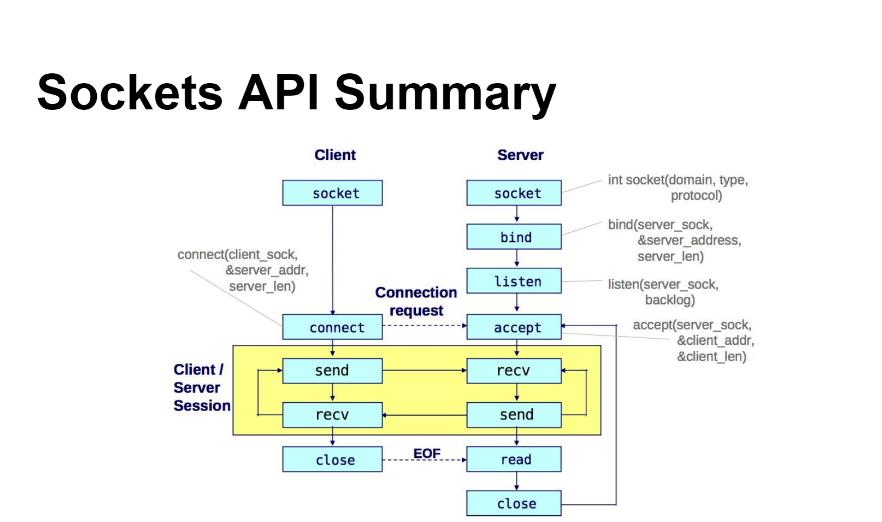 Sockets API Summary
Client
Server
socket
socket
int socket(domain, type,
protocol)
bind
bind(server_sock,
&server_address,
server_len)
connect(client_sock,
&server_addr,
server_len)
listen
listen(server_sock,
backlog)
Connection
request
connect
accept
accept(server_sock,
&client_addr,
&client_len)
Client /
Server
Session
send
recv
recv
send
close
EOF
read
close